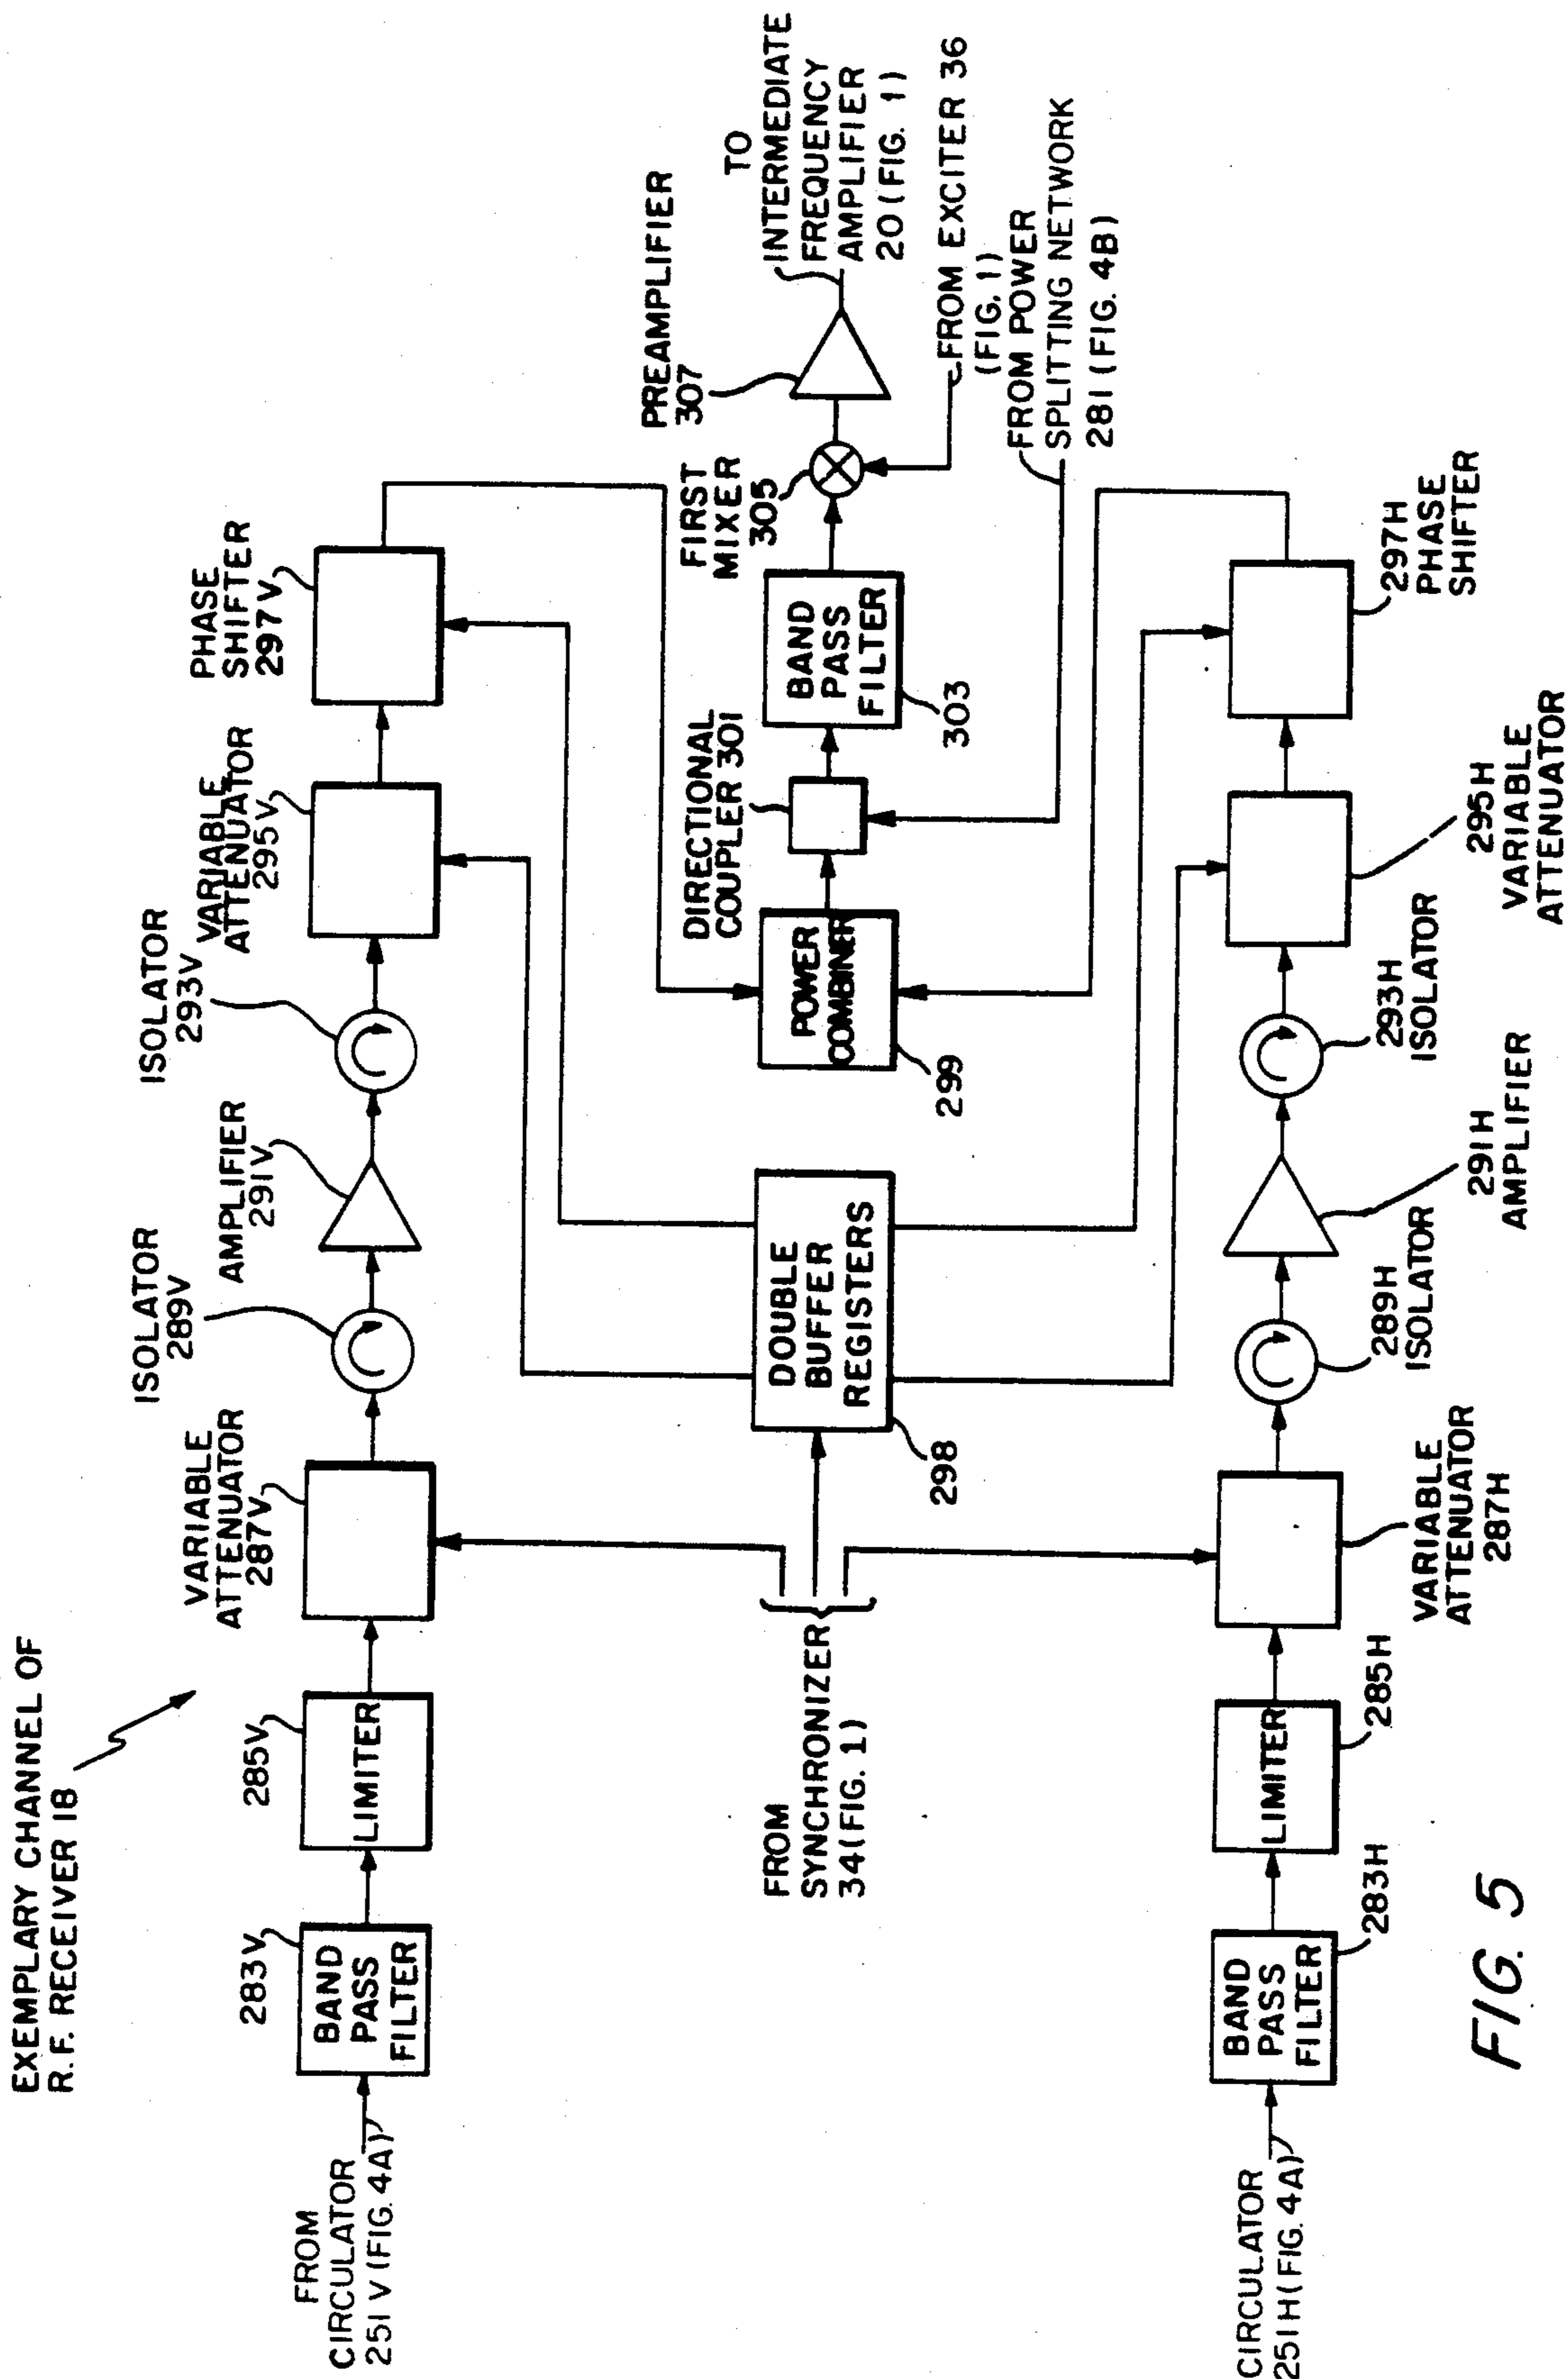 EXEMPLARY CHANNEL OF
R.F. RECEIVER 18
FROM
CIRCULATOR
251V (FIG. 4A)
283V
BAND
PASS
FILTER
285V
LIMITER
VARIABLE
ATTENUATOR
287V
ISOLATOR
289V
AMPLIFIER
291V
ISOLATOR
293V
VARIABLE
ATTENUATOR
295V
PHASE
SHIFTER
297V
FROM
SYNCHRONIZER
34 (FIG. 1)
DOUBLE
BUFFER
REGISTERS
298
POWER
COMBINER
299
DIRECTIONAL
COUPLER 301
BAND
PASS
FILTER
303
FIRST
MIXER
305
PREAMPLIFIER
307
TO
INTERMEDIATE
FREQUENCY
AMPLIFIER
20 (FIG. 1)
FROM EXCITER 36
(FIG. 1)
FROM POWER
SPLITTING NETWORK
281 (FIG. 4B)
CIRCULATOR
251H (FIG. 4A)
BAND
PASS
FILTER
283H
LIMITER
285H
VARIABLE
ATTENUATOR
287H
289H
ISOLATOR
291H
AMPLIFIER
293H
ISOLATOR
295H
VARIABLE
ATTENUATOR
297H
PHASE
SHIFTER
FIG. 5